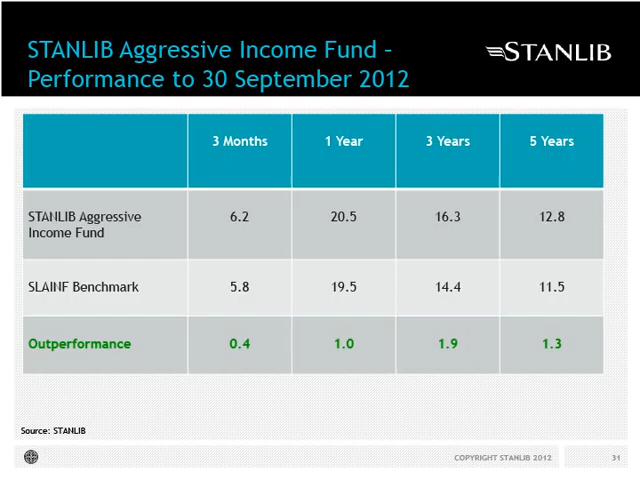 STANLIB Aggressive Income Fund –
Performance to 30 September 2012
STANLIB
3 Months 1 Year 3 Years 5 Years
STANLIB Aggressive
Income Fund
6.2 20.5 16.3 12.8
SLAINF Benchmark 5.8 19.5 14.4 11.5
Outperformance 0.4 1.0 1.9 1.3
Source: STANLIB
COPYRIGHT STANLIB 2012 31